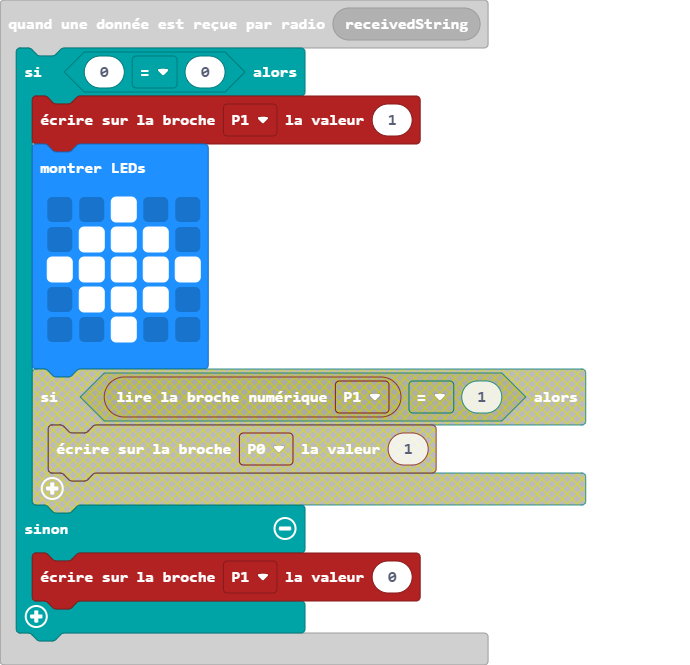 quand une donnée est reçue par radio receivedString
si 0 = 0 alors
écrire sur la broche P1 la valeur 1
montrer LEDs
si lire la broche numérique P1 = 1 alors
écrire sur la broche P0 la valeur 1
sinon
écrire sur la broche P1 la valeur 0